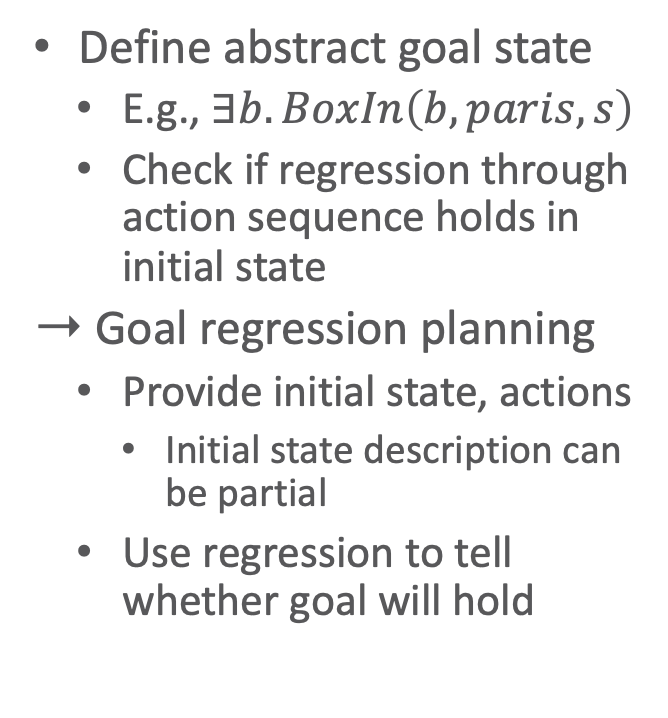 • Define abstract goal state
• E.g., ∃b. BoxIn(b, paris, s)
• Check if regression through
action sequence holds in
initial state
→ Goal regression planning
• Provide initial state, actions
• Initial state description can
be partial
• Use regression to tell
whether goal will hold